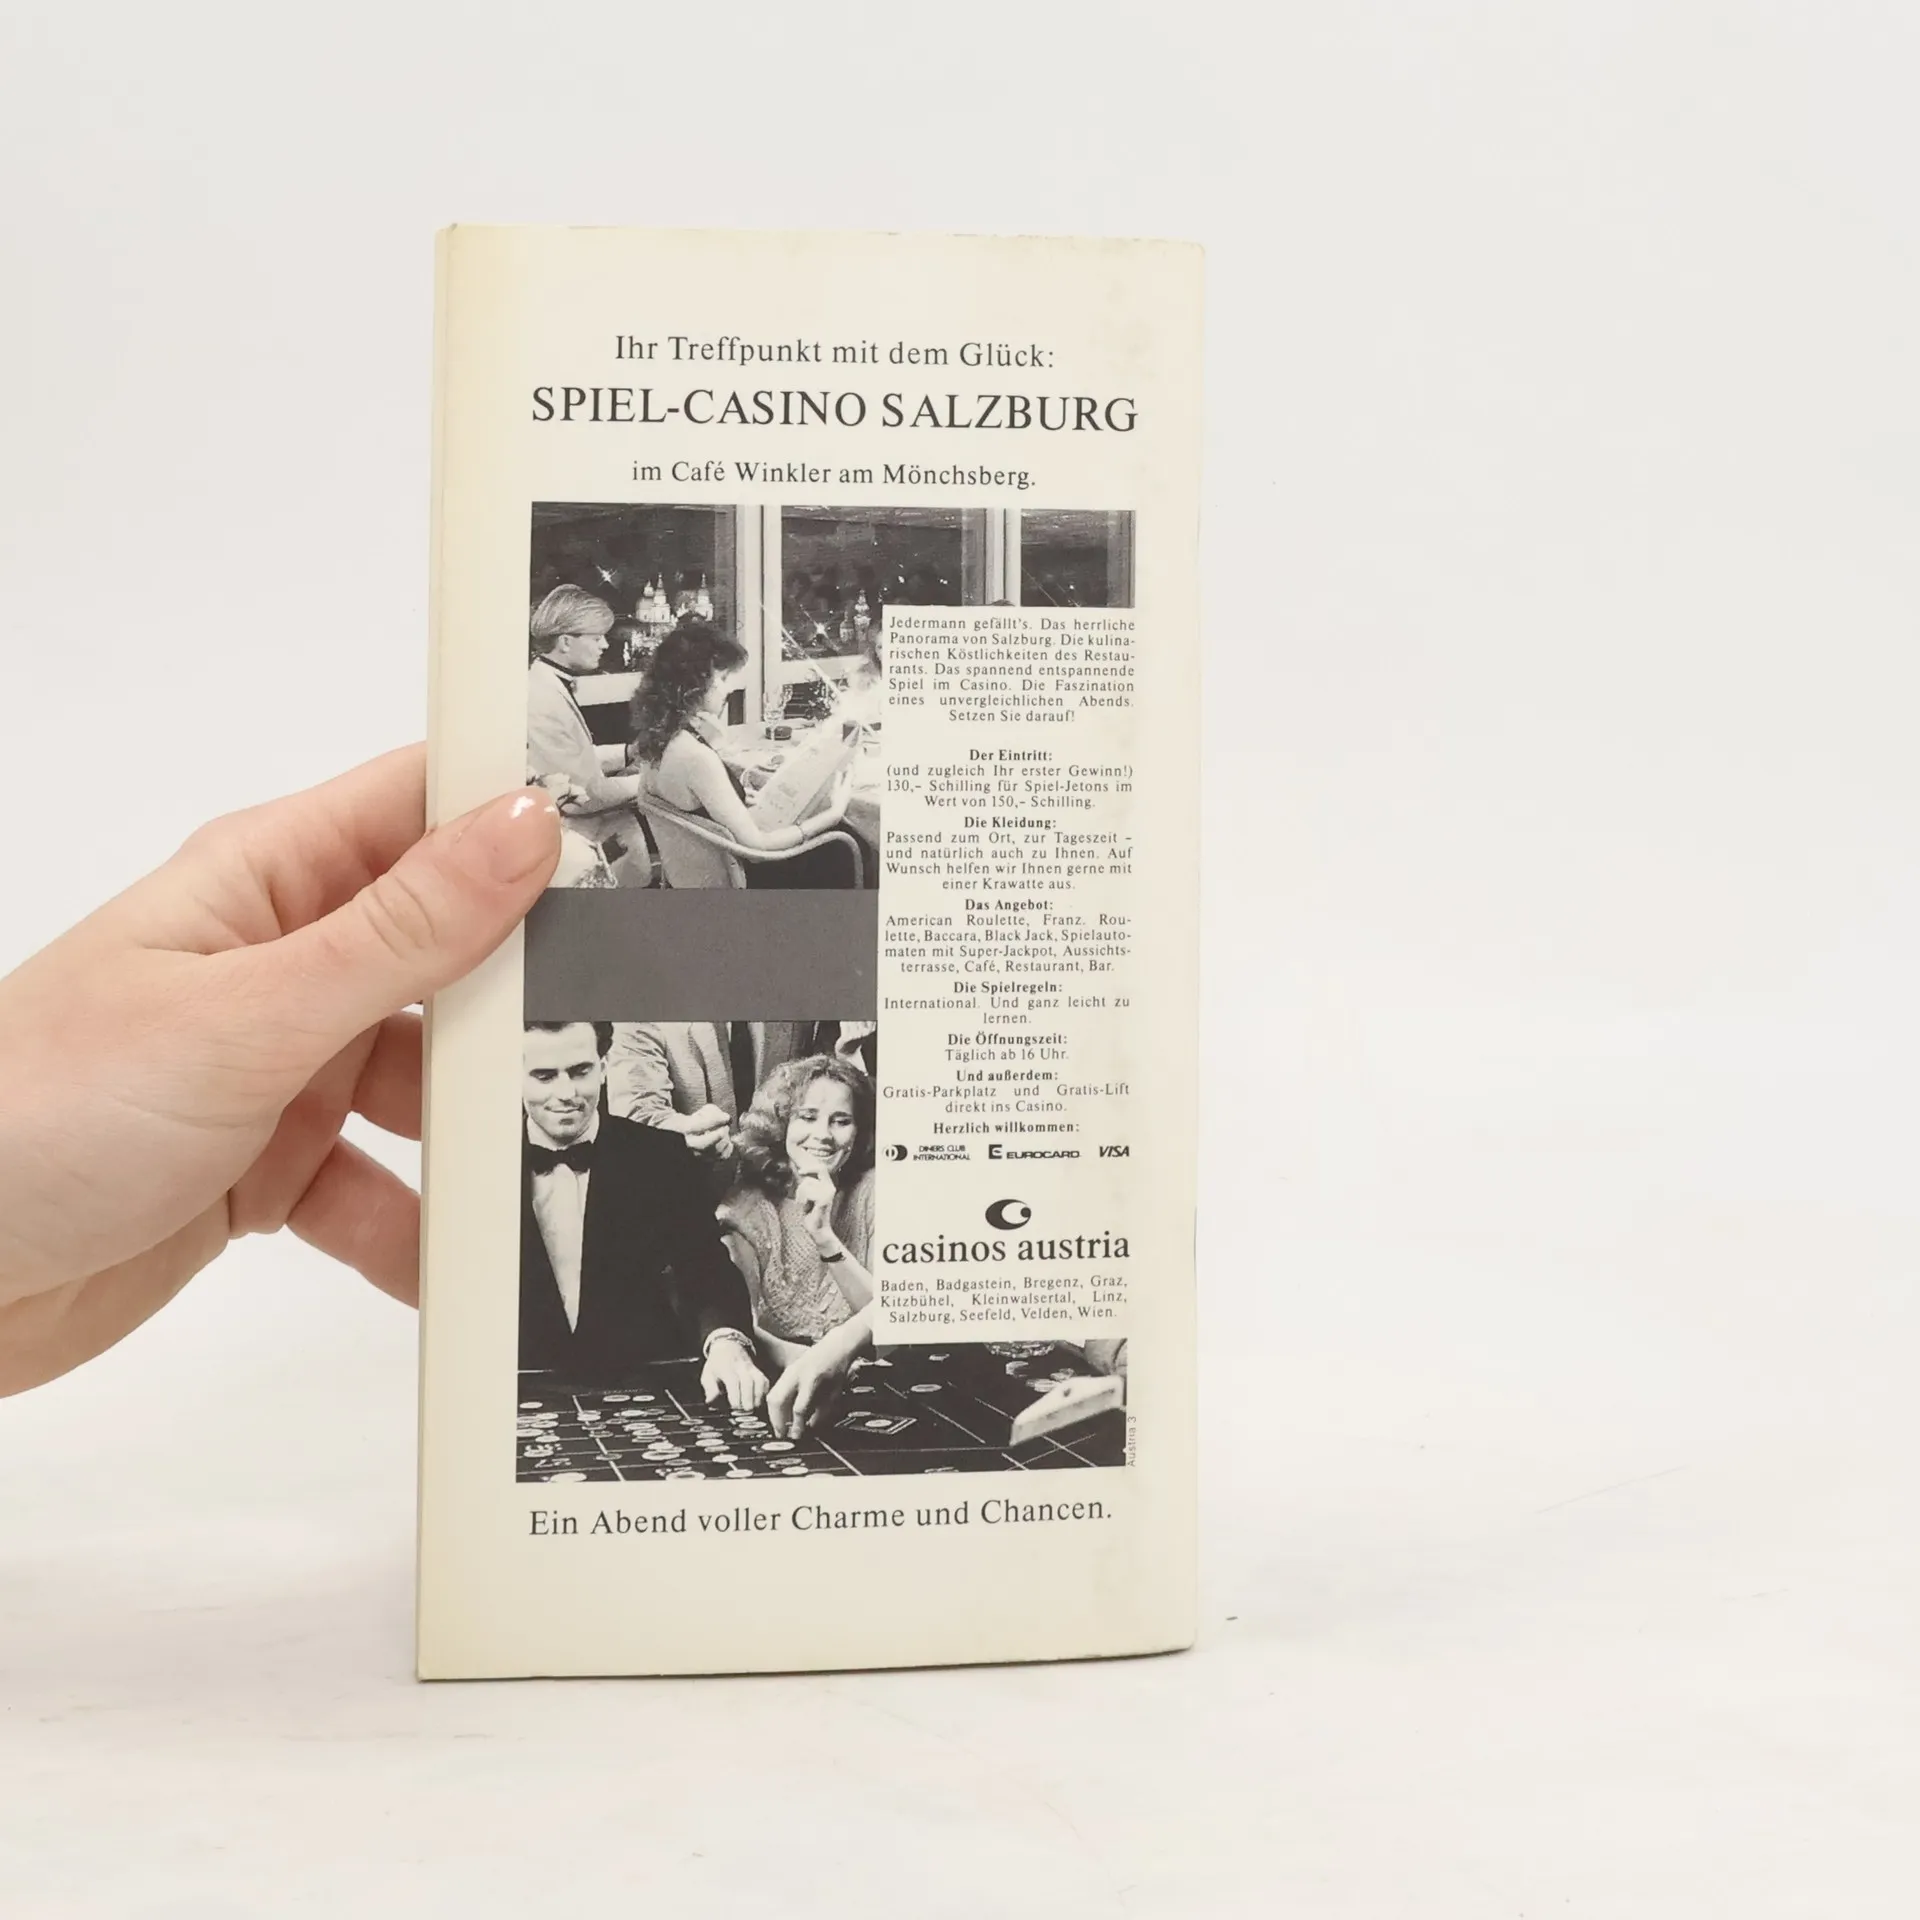 Ihr Treffpunkt mit dem Glück:
SPIEL-CASINO SALZBURG
im Café Winkler am Mönchsberg.
Jedermann gefällt's. Das herrliche
Panorama von Salzburg. Die kulina-
rischen Köstlichkeiten des Restau-
rants. Das spannend entspannende
Spiel im Casino. Die Faszination
eines unvergleichlichen Abends.
Setzen Sie darauf!
Der Eintritt:
(und zugleich Ihr erster Gewinn!)
130,– Schilling für Spiel-Jetons im
Wert von 150,– Schilling.
Die Kleidung:
Passend zum Ort, zur Tageszeit –
und natürlich auch zu Ihnen. Auf
Wunsch helfen wir Ihnen gerne mit
einer Krawatte aus.
Das Angebot:
American Roulette, Franz. Rou-
lette, Baccara, Black Jack, Spielauto-
maten mit Super-Jackpot, Aussichts-
terrasse, Café, Restaurant, Bar.
Die Spielregeln:
International. Und ganz leicht zu
lernen.
Die Öffnungszeit:
Täglich ab 16 Uhr.
Und außerdem:
Gratis-Parkplatz und Gratis-Lift
direkt ins Casino.
Herzlich willkommen:
DINERS CLUB INTERNATIONAL EUROCARD VISA
casinos austria
Baden, Badgastein, Bregenz, Graz,
Kitzbühel, Kleinwalsertal, Linz,
Salzburg, Seefeld, Velden, Wien.
Austria 3
Ein Abend voller Charme und Chancen.